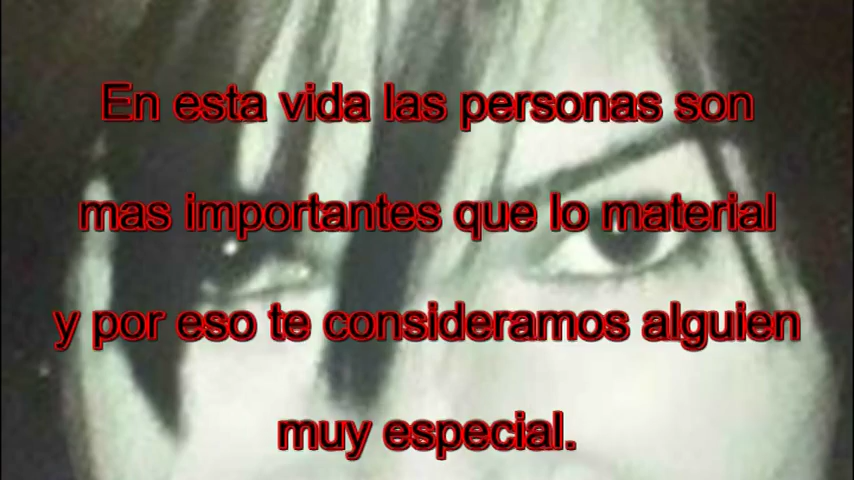 En esta vida las personas son
mas importantes que lo material
y por eso te consideramos alguien
muy especial.